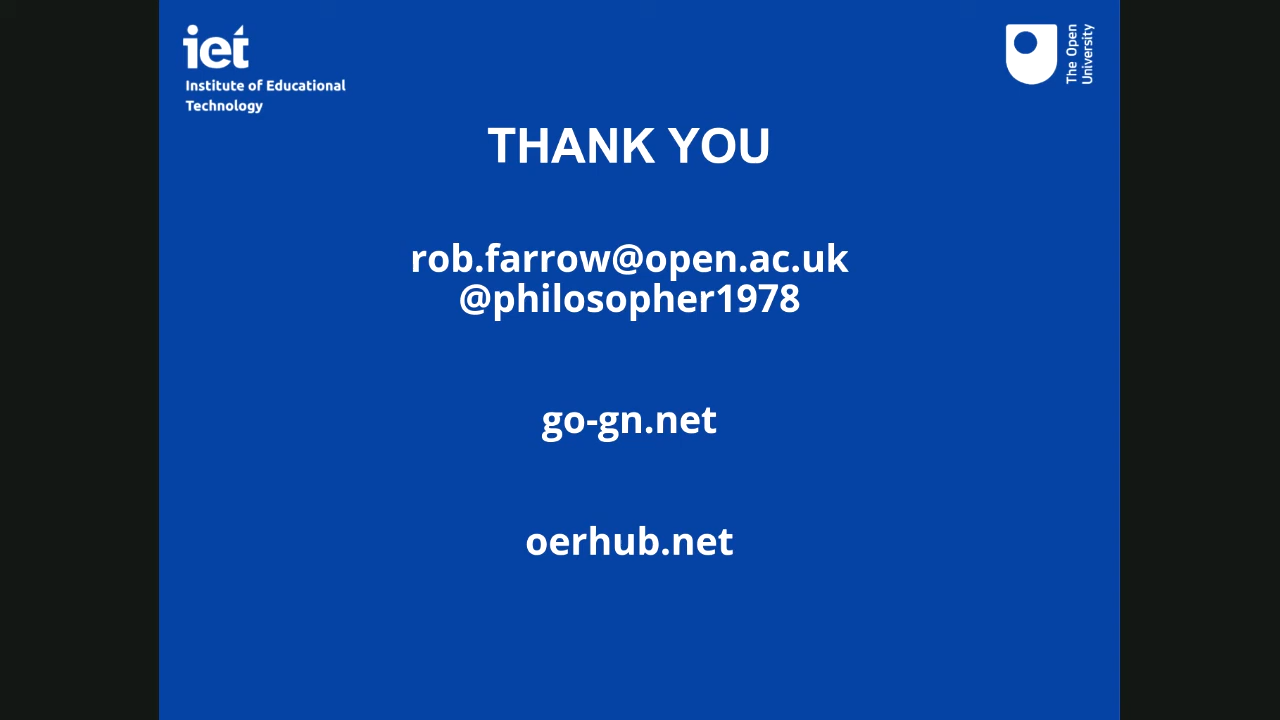 iet
Institute of Educational
Technology
The Open
University
THANK YOU
rob.farrow@open.ac.uk
@philosopher1978
go-gn.net
oerhub.net